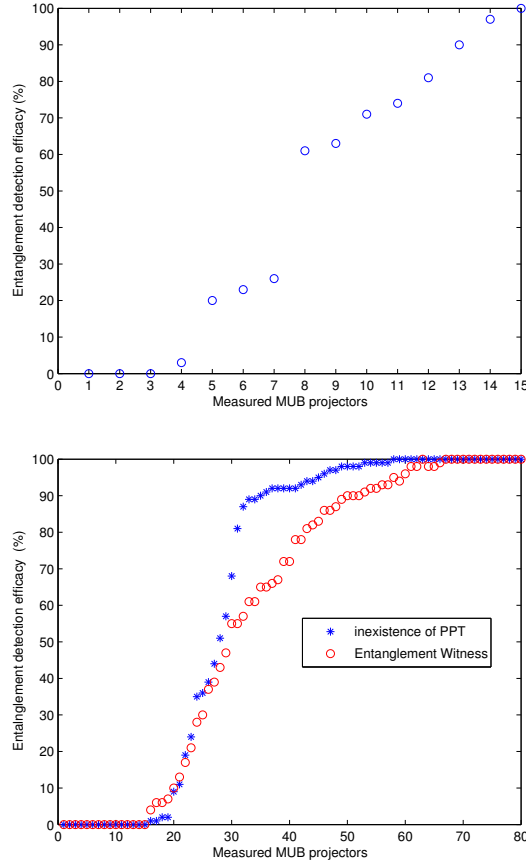 100
90
80
70
60
50
40
30
20
10
0
Entanglement detection efficacy (%)
0 1 2 3 4 5 6 7 8 9 10 11 12 13 14 15
Measured MUB projectors
100
90
80
70
60
50
40
30
20
10
0
Entalnglement detection efficacy (%)
inexistence of PPT
Entanglement Witness
0 10 20 30 40 50 60 70 80
Measured MUB projectors